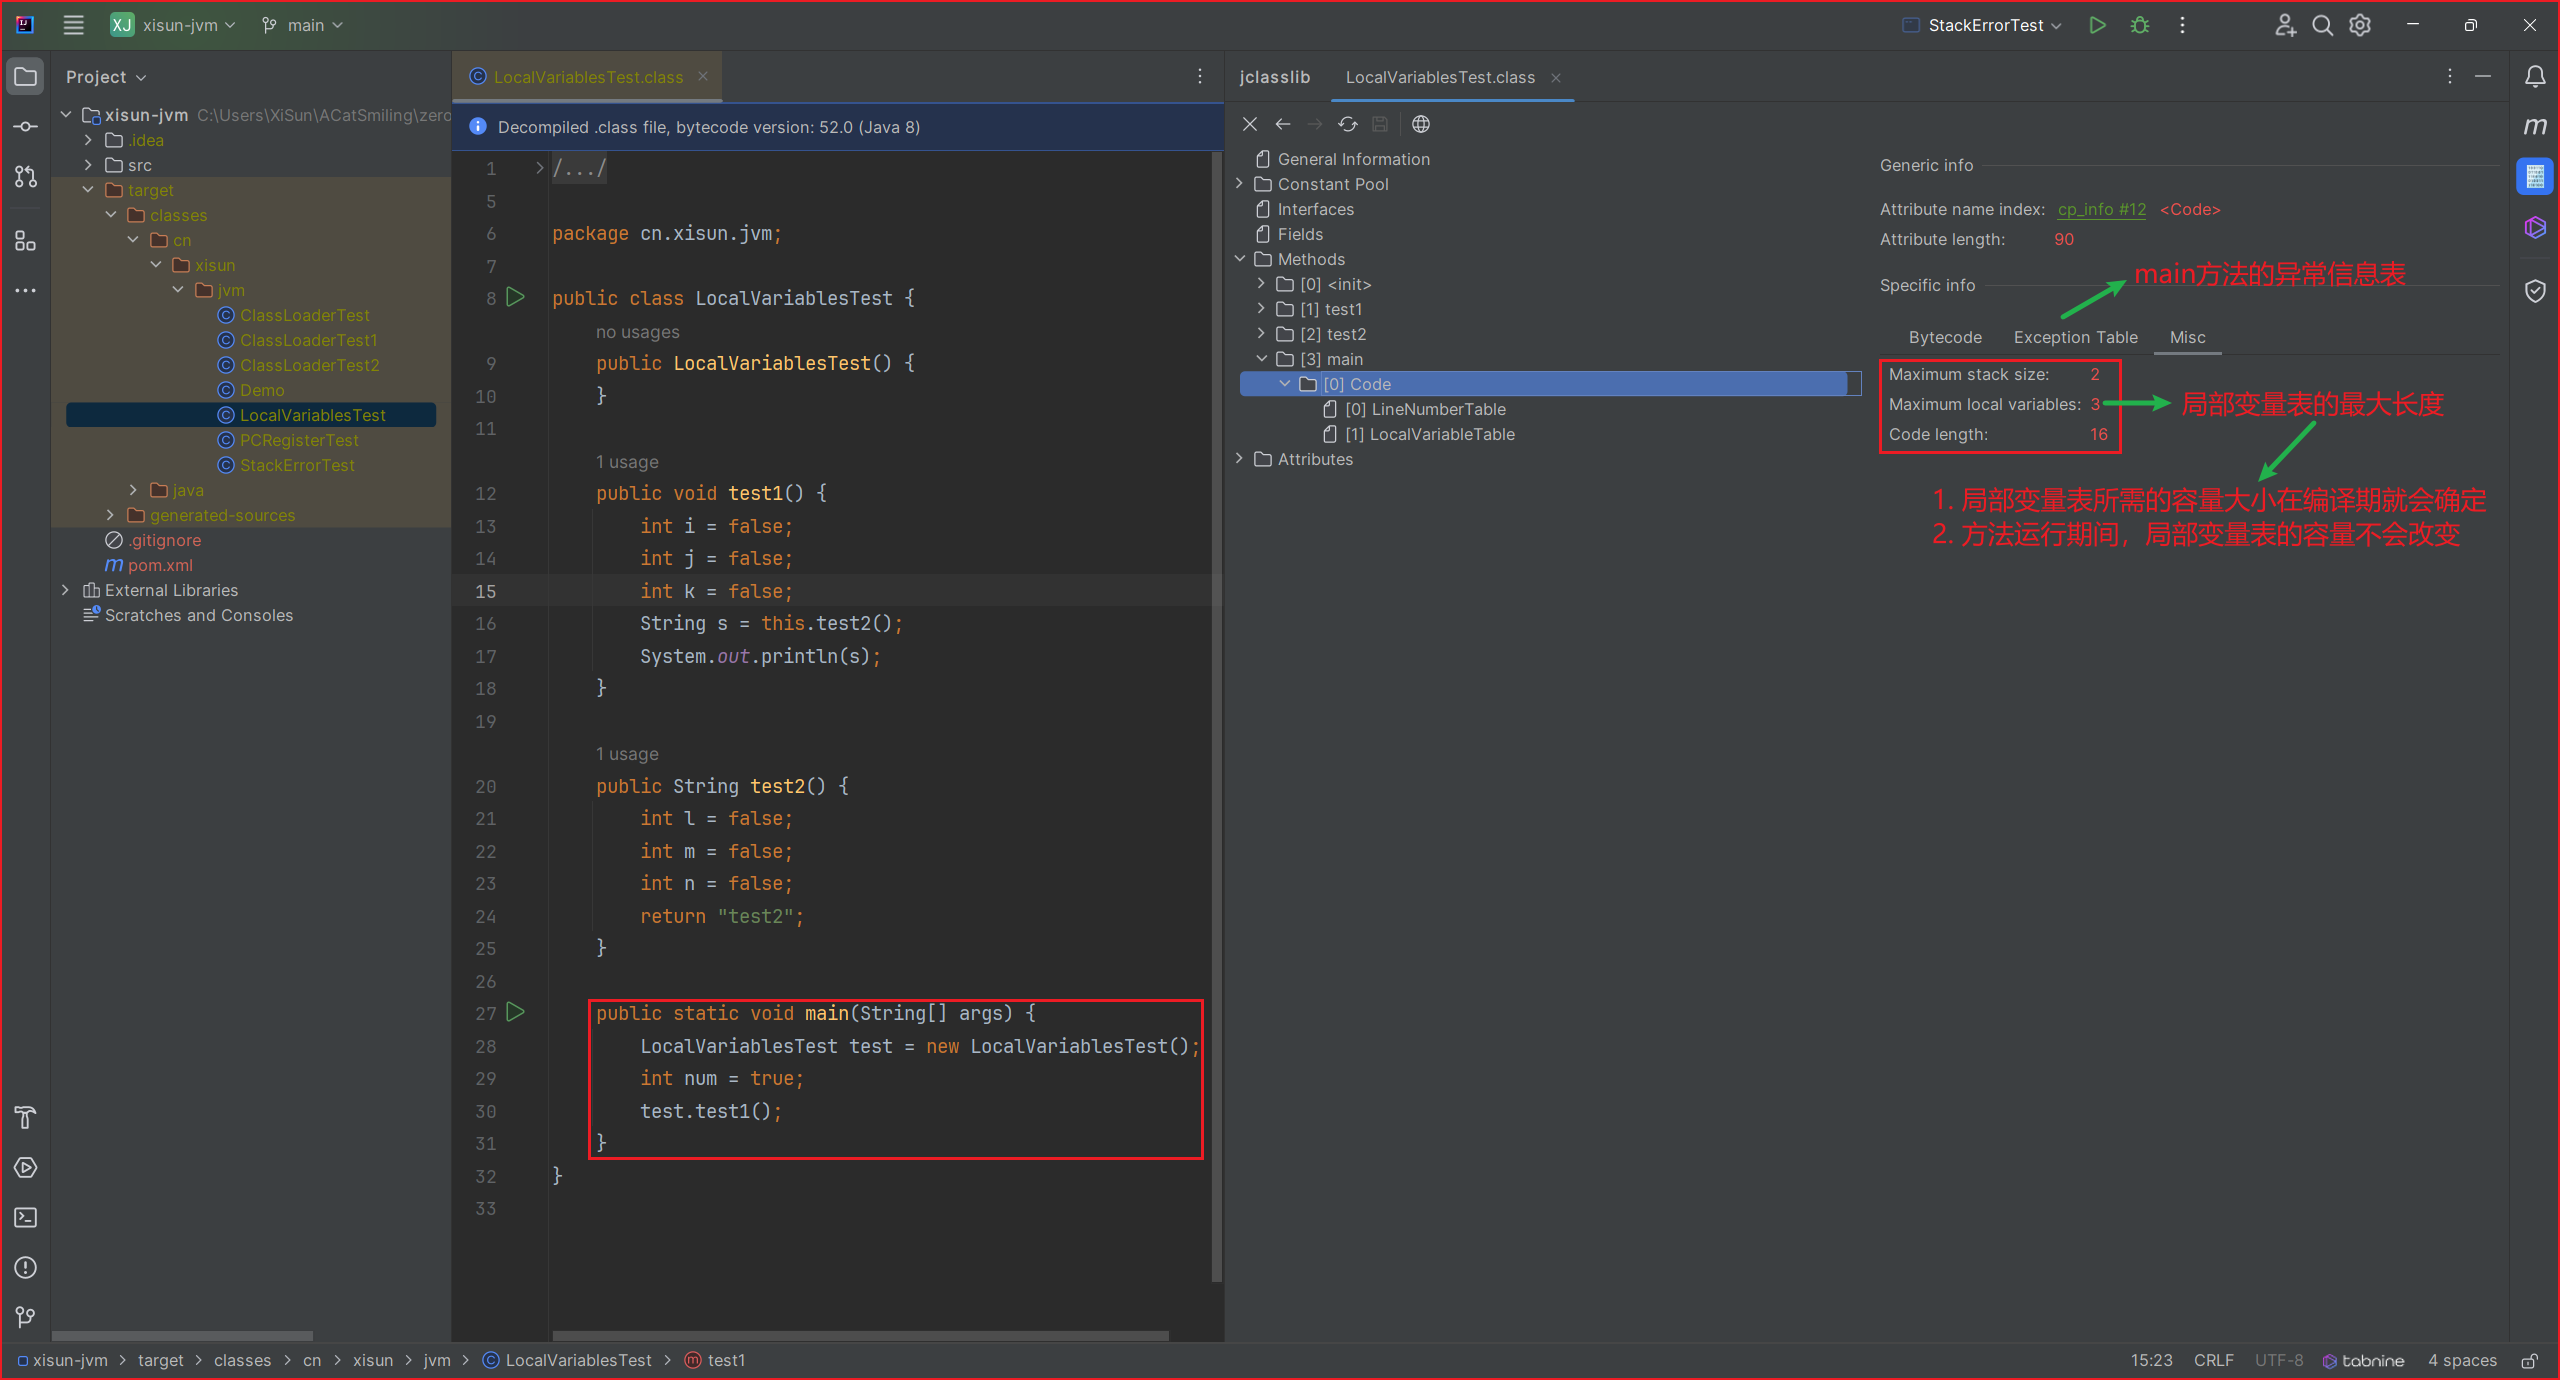 XJ xisun-jvm main StackErrorTest
Project
xisun-jvm C:\Users\XiSun\ACatSmiling\zero
.idea
src
target
classes
cn
xisun
jvm
ClassLoaderTest
ClassLoaderTest1
ClassLoaderTest2
Demo
LocalVariablesTest
PCRegisterTest
StackErrorTest
java
generated-sources
.gitignore
pom.xml
External Libraries
Scratches and Consoles
LocalVariablesTest.class
Decompiled .class file, bytecode version: 52.0 (Java 8)
1 /.../
5
6 package cn.xisun.jvm;
7
8 public class LocalVariablesTest {
no usages
9 public LocalVariablesTest() {
10 }
11
1 usage
12 public void test1() {
13 int i = false;
14 int j = false;
15 int k = false;
16 String s = this.test2();
17 System.out.println(s);
18 }
19
1 usage
20 public String test2() {
21 int l = false;
22 int m = false;
23 int n = false;
24 return "test2";
25 }
26
27 public static void main(String[] args) {
28 LocalVariablesTest test = new LocalVariablesTest();
29 int num = true;
30 test.test1();
31 }
32 }
33
jclasslib LocalVariablesTest.class
General Information
Constant Pool
Interfaces
Fields
Methods
[0] <init>
[1] test1
[2] test2
[3] main
[0] Code
[0] LineNumberTable
[1] LocalVariableTable
Attributes
Generic info
Attribute name index: cp_info #12 <Code>
Attribute length: 90
main方法的异常信息表
Specific info
Bytecode Exception Table Misc
Maximum stack size: 2
Maximum local variables: 3
局部变量表的最大长度
Code length: 16
1. 局部变量表所需的容量大小在编译期就会确定
2. 方法运行期间，局部变量表的容量不会改变
m
xisun-jvm > target > classes > cn > xisun > jvm > LocalVariablesTest > test1
15:23 CRLF UTF-8 tabnine 4 spaces